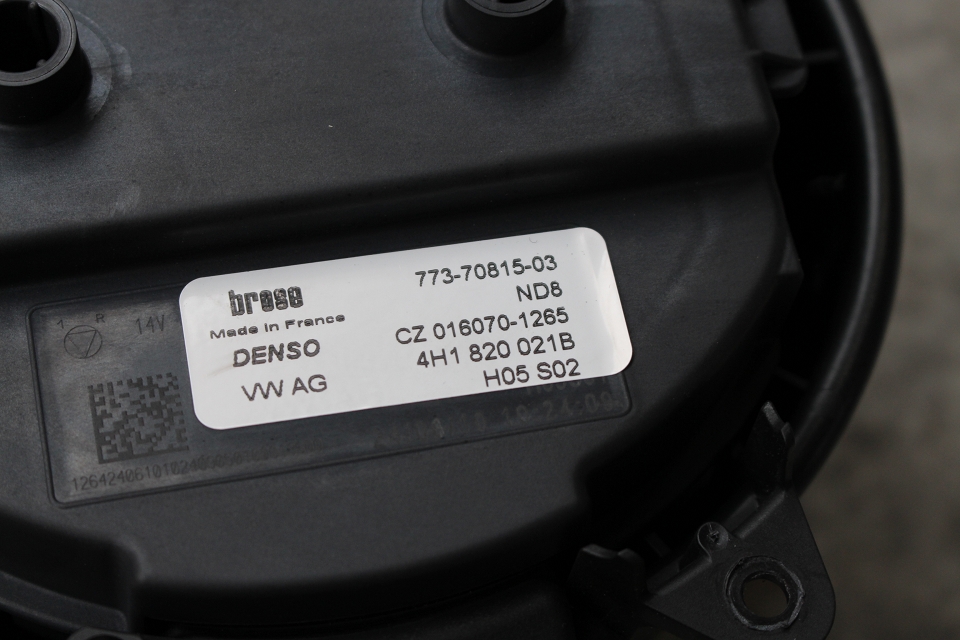 brose
773-70815-03
Made in France
ND8
DENSO
CZ 016070-1265
VW AG
4H1 820 021B
H05 S02
1 R
14V